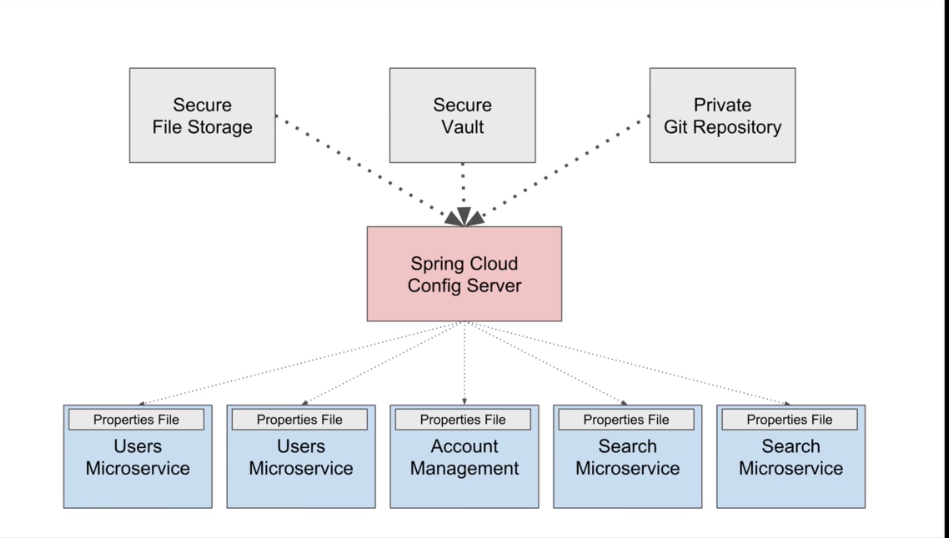 Secure
File Storage
Secure
Vault
Private
Git Repository
Spring Cloud
Config Server
Properties File
Users
Microservice
Properties File
Users
Microservice
Properties File
Account
Management
Properties File
Search
Microservice
Properties File
Search
Microservice